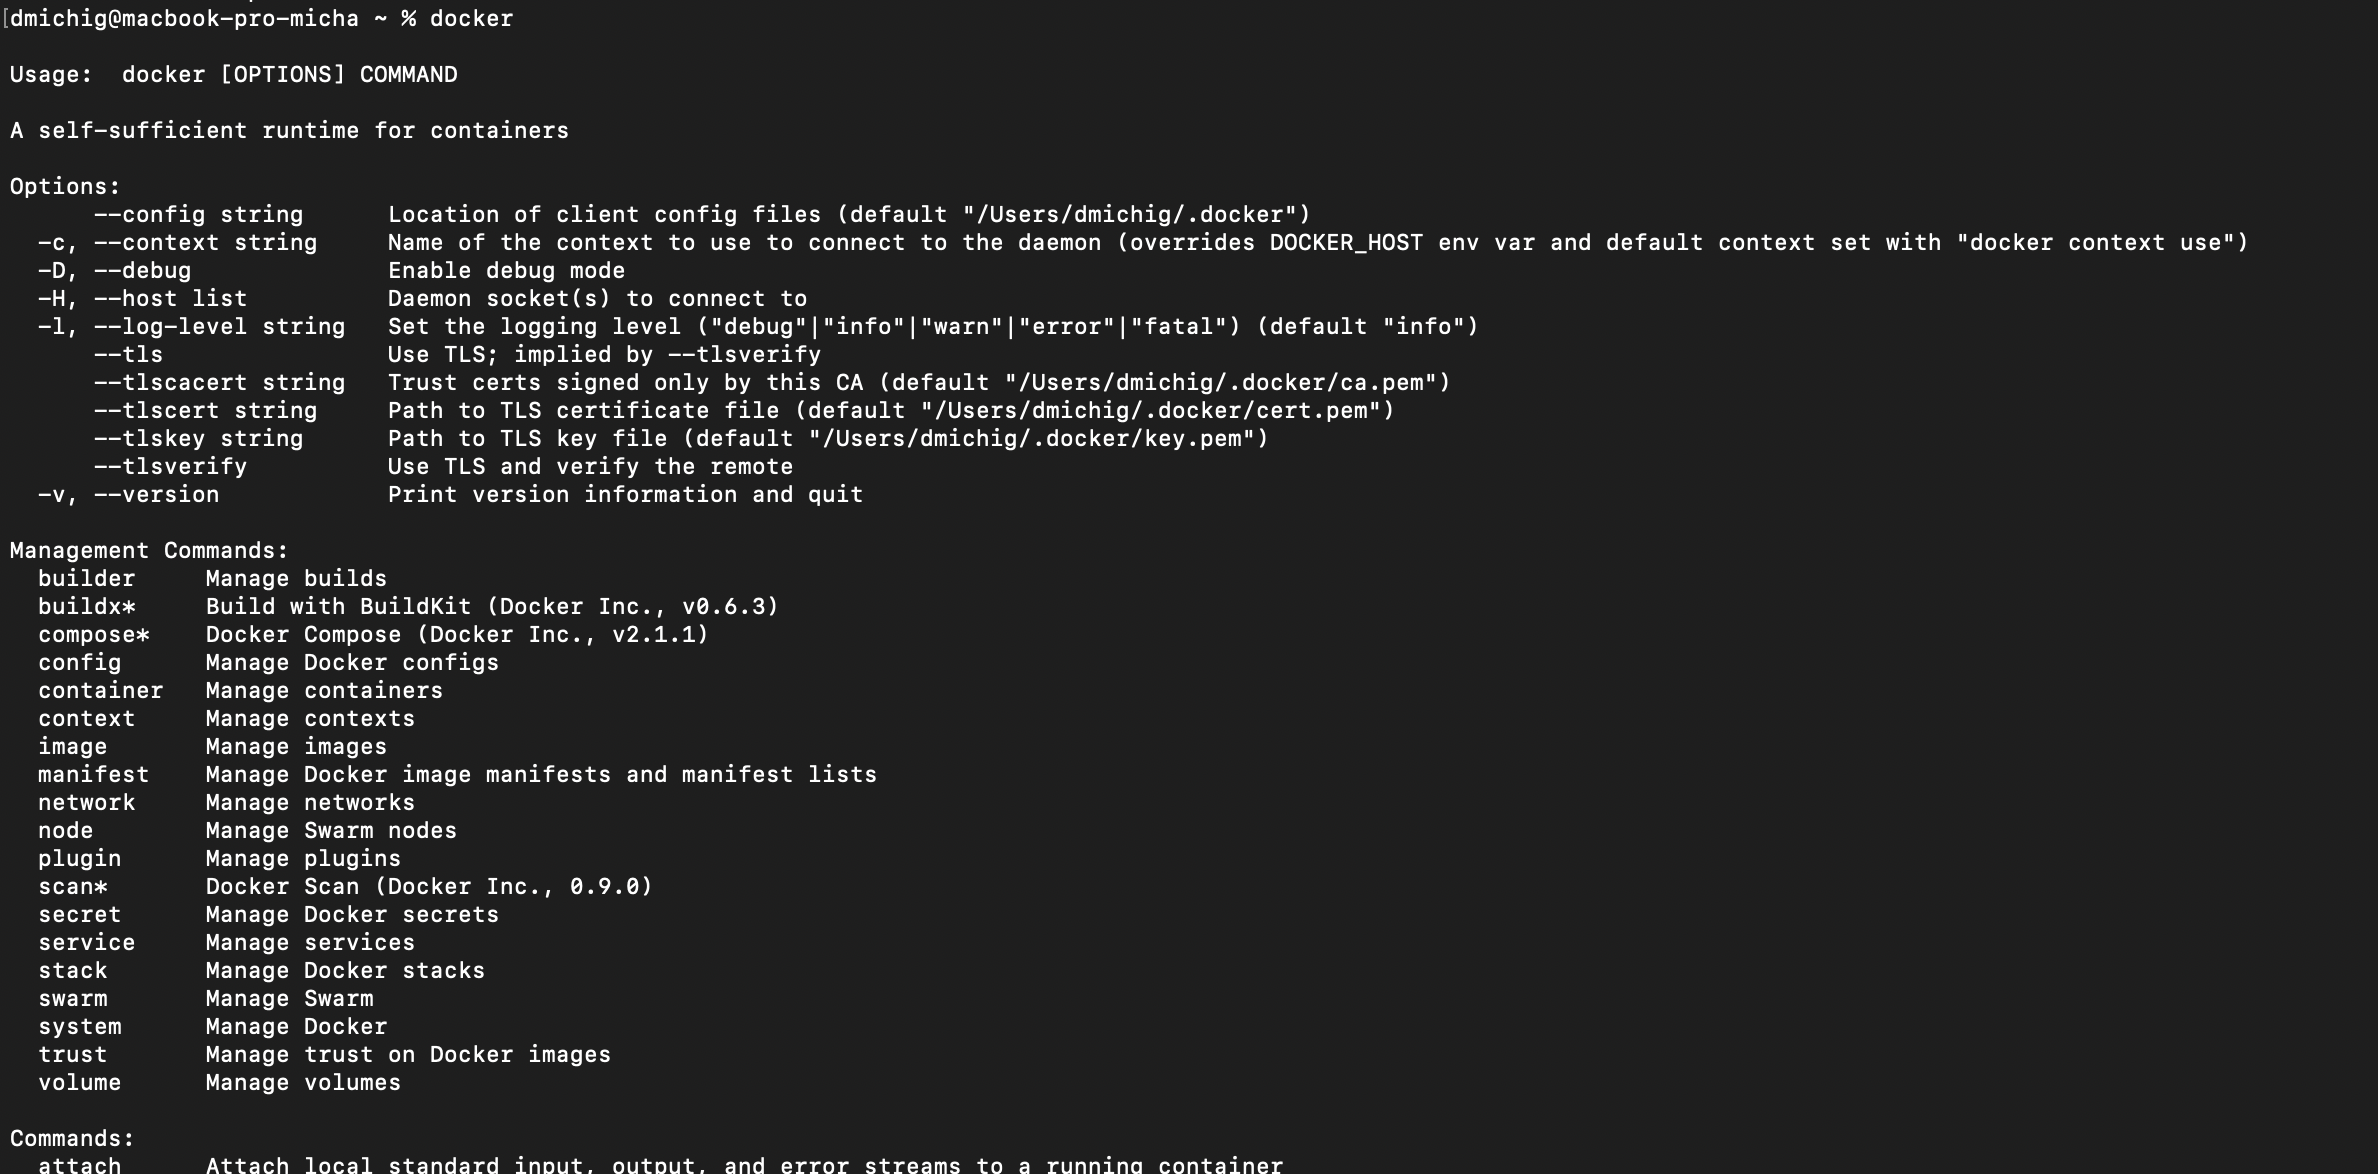 [dmichig@macbook-pro-micha ~ % docker
Usage:  docker [OPTIONS] COMMAND
A self-sufficient runtime for containers
Options:
      --config string      Location of client config files (default "/Users/dmichig/.docker")
  -c, --context string     Name of the context to use to connect to the daemon (overrides DOCKER_HOST env var and default context set with "docker context use")
  -D, --debug              Enable debug mode
  -H, --host list          Daemon socket(s) to connect to
  -l, --log-level string   Set the logging level ("debug"|"info"|"warn"|"error"|"fatal") (default "info")
      --tls                Use TLS; implied by --tlsverify
      --tlscacert string   Trust certs signed only by this CA (default "/Users/dmichig/.docker/ca.pem")
      --tlscert string     Path to TLS certificate file (default "/Users/dmichig/.docker/cert.pem")
      --tlskey string      Path to TLS key file (default "/Users/dmichig/.docker/key.pem")
      --tlsverify          Use TLS and verify the remote
  -v, --version            Print version information and quit
Management Commands:
  builder     Manage builds
  buildx*     Build with BuildKit (Docker Inc., v0.6.3)
  compose*    Docker Compose (Docker Inc., v2.1.1)
  config      Manage Docker configs
  container   Manage containers
  context     Manage contexts
  image       Manage images
  manifest    Manage Docker image manifests and manifest lists
  network     Manage networks
  node        Manage Swarm nodes
  plugin      Manage plugins
  scan*       Docker Scan (Docker Inc., 0.9.0)
  secret      Manage Docker secrets
  service     Manage services
  stack       Manage Docker stacks
  swarm       Manage Swarm
  system      Manage Docker
  trust       Manage trust on Docker images
  volume      Manage volumes
Commands:
  attach      Attach local standard input, output, and error streams to a running container